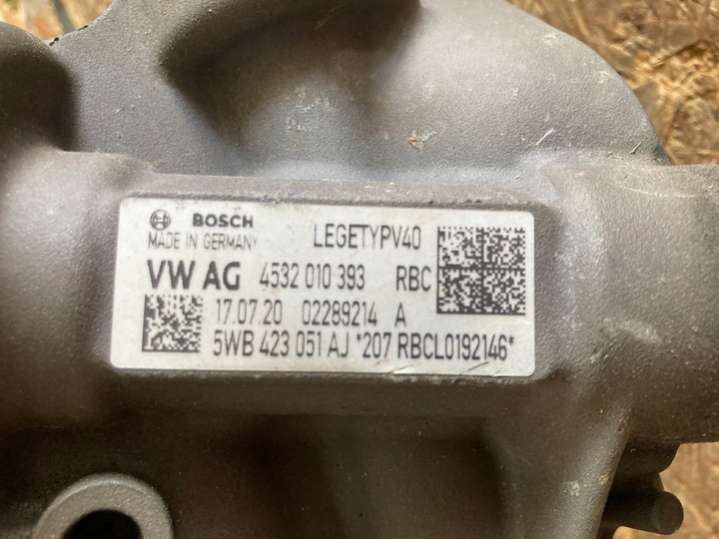 BOSCH LEGETYPV40
MADE IN GERMANY
VW AG 4532 010 393 RBC
17.07.20 02289214 A
5WB 423 051 AJ *207 RBCL0192146*